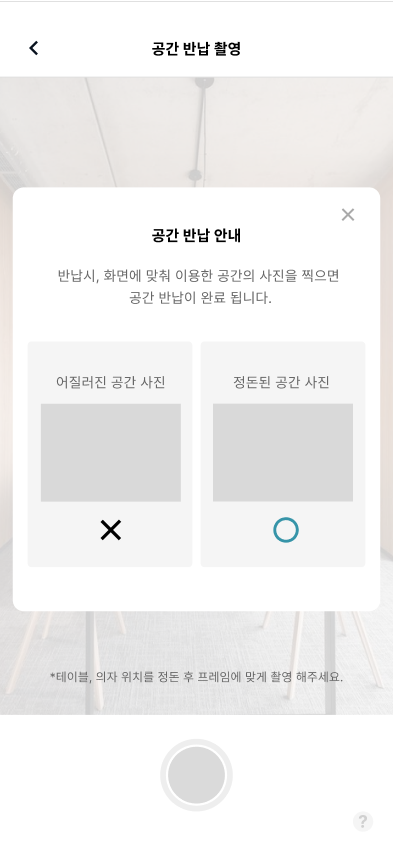 공간 반납 촬영
공간 반납 안내
반납시, 화면에 맞춰 이용한 공간의 사진을 찍으면
공간 반납이 완료 됩니다.
어질러진 공간 사진
정돈된 공간 사진
*테이블, 의자 위치를 정돈 후 프레임에 맞게 촬영 해주세요.
?